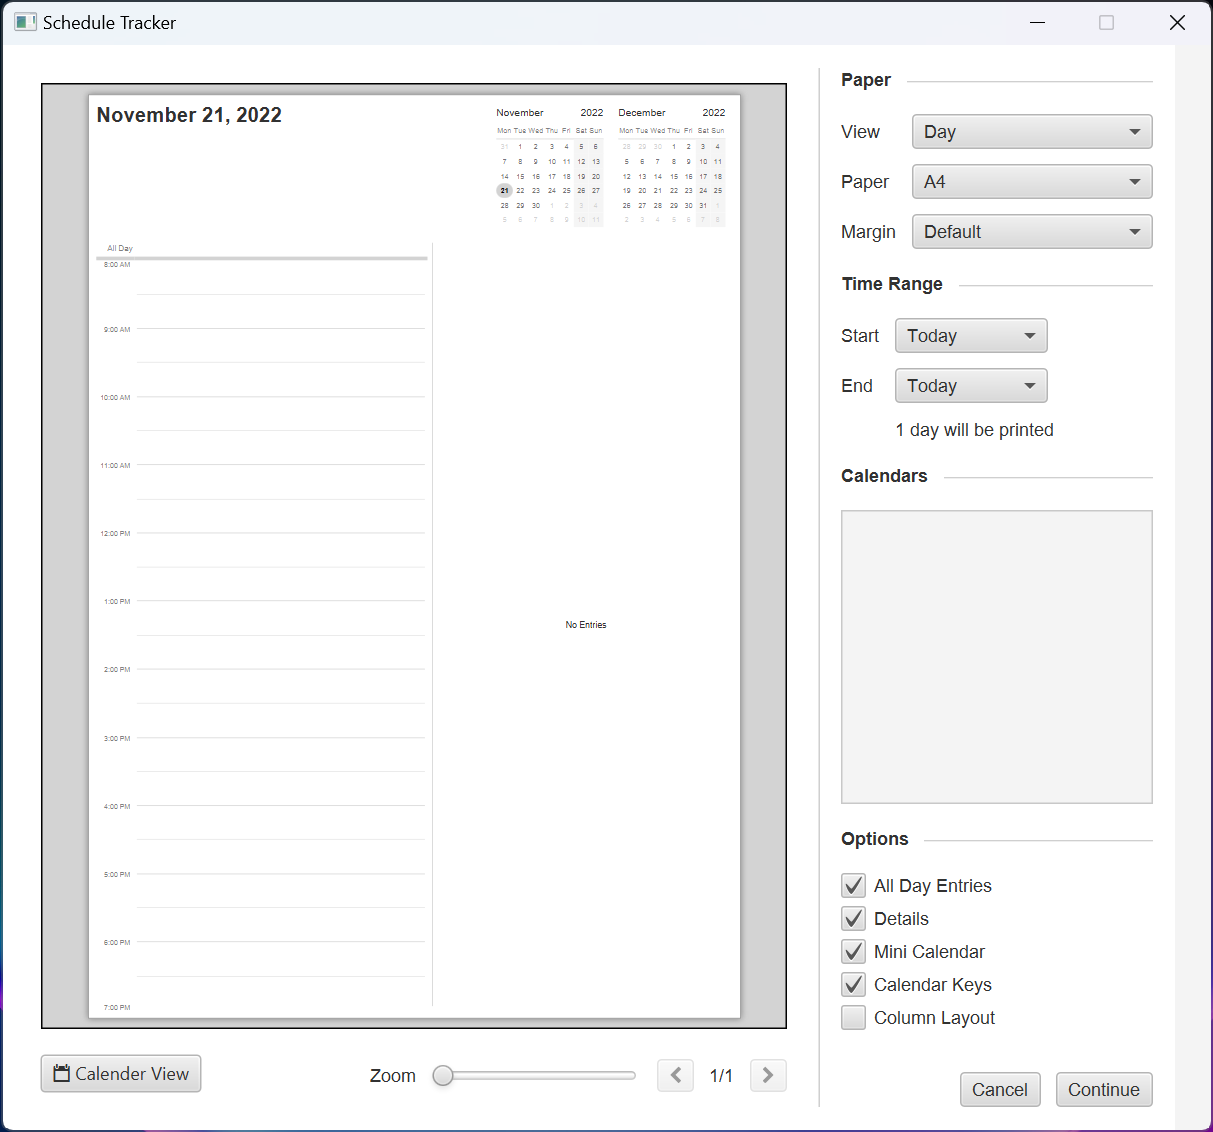 Schedule Tracker
November 21, 2022
November 2022
Mon Tue Wed Thu Fri Sat Sun
31 1 2 3 4 5 6
7 8 9 10 11 12 13
14 15 16 17 18 19 20
21 22 23 24 25 26 27
28 29 30 1 2 3 4
5 6 7 8 9 10 11
December 2022
Mon Tue Wed Thu Fri Sat Sun
28 29 30 1 2 3 4
5 6 7 8 9 10 11
12 13 14 15 16 17 18
19 20 21 22 23 24 25
26 27 28 29 30 31 1
2 3 4 5 6 7 8
All Day
8:00 AM
9:00 AM
10:00 AM
11:00 AM
12:00 PM
1:00 PM
2:00 PM
3:00 PM
4:00 PM
5:00 PM
6:00 PM
7:00 PM
No Entries
Calender View
Zoom
1/1
Paper
View Day
Paper A4
Margin Default
Time Range
Start Today
End Today
1 day will be printed
Calendars
Options
All Day Entries
Details
Mini Calendar
Calendar Keys
Column Layout
Cancel Continue